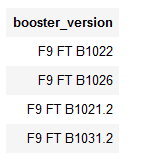 booster_version
F9 FT B1022
F9 FT B1026
F9 FT B1021.2
F9 FT B1031.2